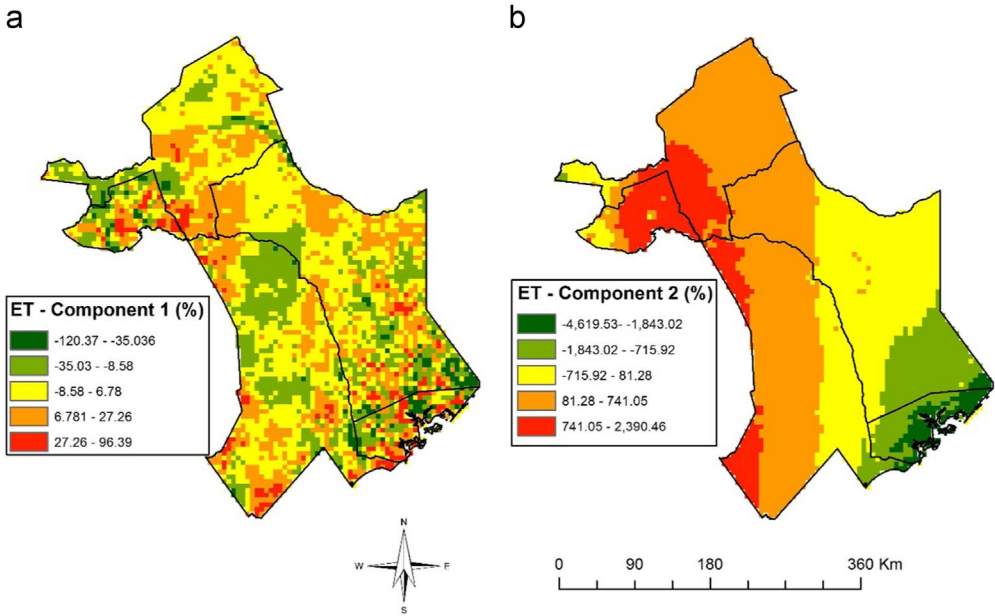 a
b
ET - Component 1 (%)
-120.37 - -35.036
-35.03 - -8.58
-8.58 - 6.78
6.781 - 27.26
27.26 - 96.39
ET - Component 2 (%)
-4,619.53- -1,843.02
-1,843.02 - -715.92
-715.92 - 81.28
81.28 - 741.05
741.05 - 2,390.46
N
W E
S
0 90 180 360 Km